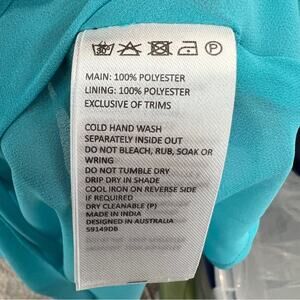 MAIN: 100% POLYESTER
LINING: 100% POLYESTER
EXCLUSIVE OF TRIMS
COLD HAND WASH
SEPARATELY INSIDE OUT
DO NOT BLEACH, RUB, SOAK OR
WRING
DO NOT TUMBLE DRY
DRIP DRY IN SHADE
COOL IRON ON REVERSE SIDE
IF REQUIRED
DRY CLEANABLE (P)
MADE IN INDIA
DESIGNED IN AUSTRALIA
S9149DB